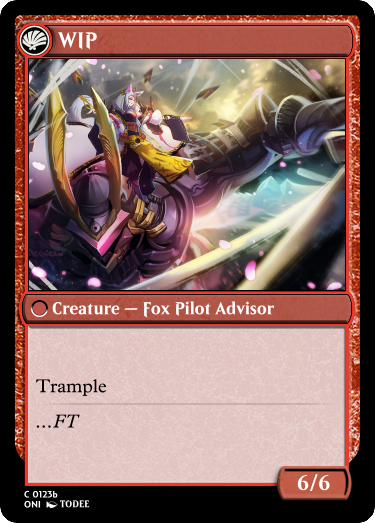 WIP
Creature — Fox Pilot Advisor
Trample
...FT
6/6
C 0123b
ONI TODEE